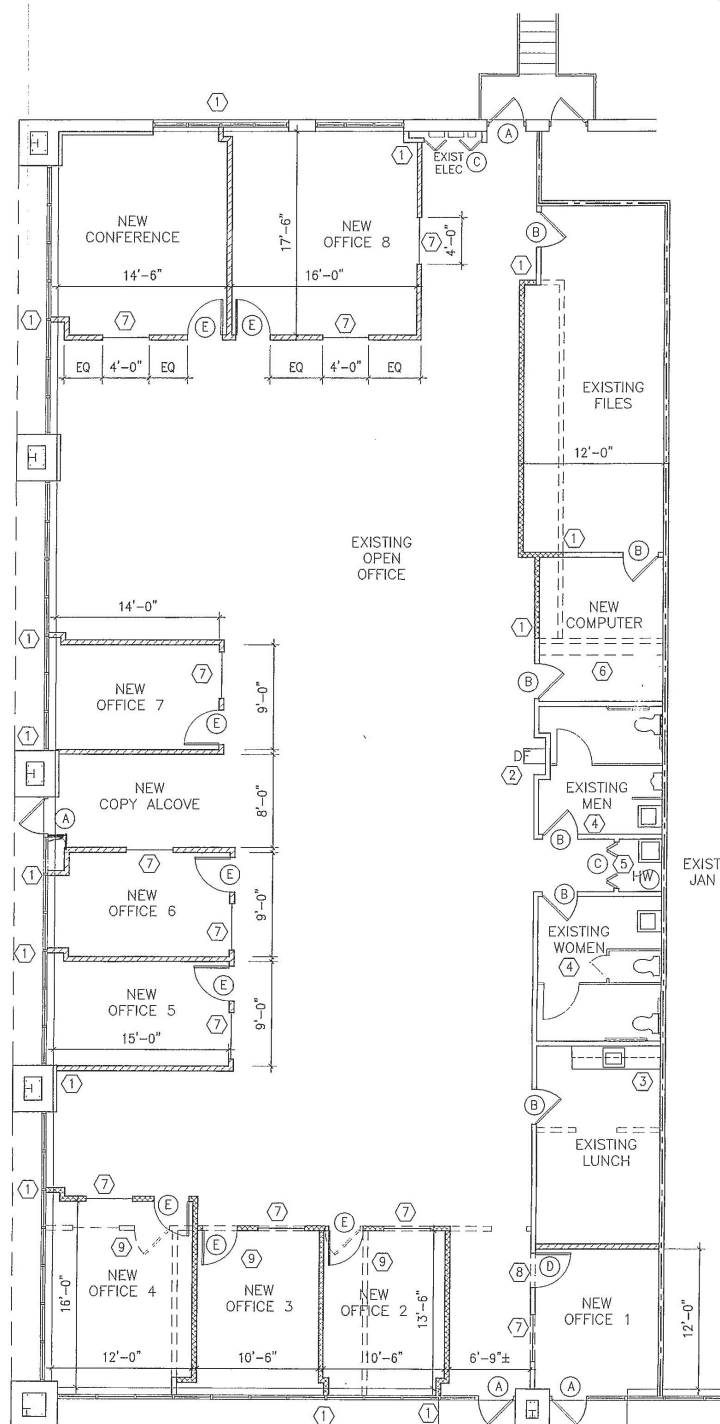 1
A
EXIST
ELEC
C
1
NEW
CONFERENCE
17'-6"
NEW
OFFICE 8
7
4'-0"
B
1
14'-6"
16'-0"
1
7
E
E
7
EQ
4'-0"
EQ
EQ
4'-0"
EQ
EXISTING
FILES
12'-0"
EXISTING
OPEN
OFFICE
1
B
14'-0"
NEW
COMPUTER
1
1
7
9'-0"
6
B
NEW
OFFICE 7
E
1
D
2
NEW
COPY ALCOVE
8'-0"
EXISTING
MEN
4
A
B
7
E
C
5
HW
EXIST
JAN
1
NEW
OFFICE 6
9'-0"
B
7
EXISTING
WOMEN
4
1
E
NEW
OFFICE 5
7
9'-0"
15'-0"
1
3
B
EXISTING
LUNCH
1
7
E
7
E
7
9
E
9
9
8
D
NEW
OFFICE 4
NEW
OFFICE 3
NEW
OFFICE 2
16'-0"
13'-6"
7
NEW
OFFICE 1
12'-0"
12'-0"
10'-6"
10'-6"
6'-9"±
A
A
1
1